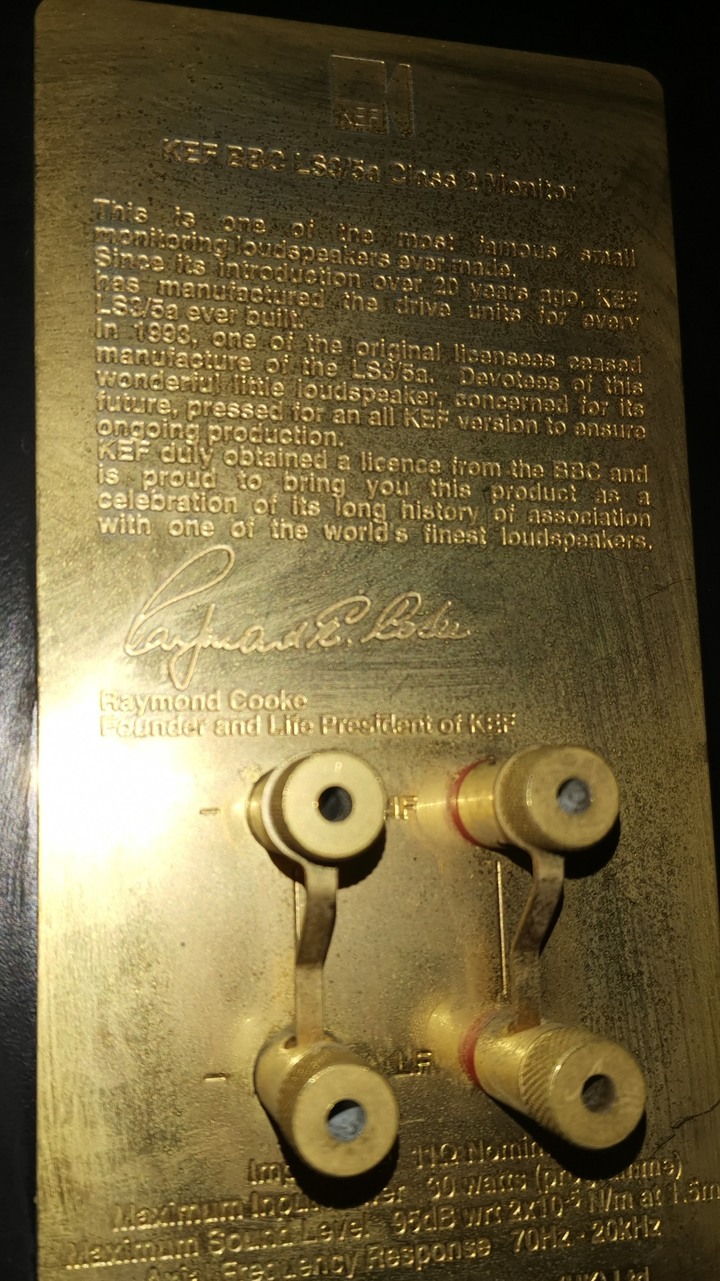 KEF
KEF BBC LS3/5a Class 2 Monitor
This is one of the most famous small
monitoring loudspeakers ever made.
Since its introduction over 20 years ago, KEF
has manufactured the drive units for every
LS3/5a ever built.
In 1993, one of the original licensees ceased
manufacture of the LS3/5a. Devotees of this
wonderful little loudspeaker, concerned for its
future, pressed for an all KEF version to ensure
ongoing production.
KEF duly obtained a licence from the BBC and
is proud to bring you this product as a
celebration of its long history of association
with one of the world's finest loudspeakers.
Raymond E. Cooke
Raymond Cooke
Founder and Life President of KEF
- HF
- LF
11Ω
Maximum 50 watts (programme)
Maximum Sound Level 95dB wrt 2x10-5 N/m at 1.5m
Axial Frequency Response 70Hz - 20kHz
Ltd